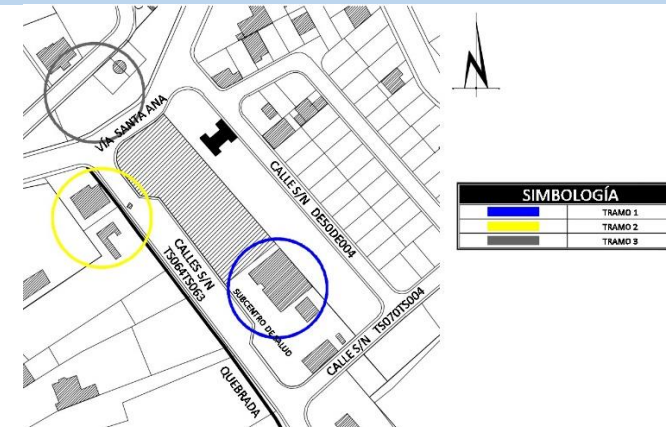 N
VÍA SANTA ANA
CALLE S/N DE50DE004
CALLES S/N
TS064TS063
SUBCENTRO DE SALUD
CALLE S/N TS070TS004
QUEBRADA
SIMBOLOGÍA
TRAMO 1
TRAMO 2
TRAMO 3